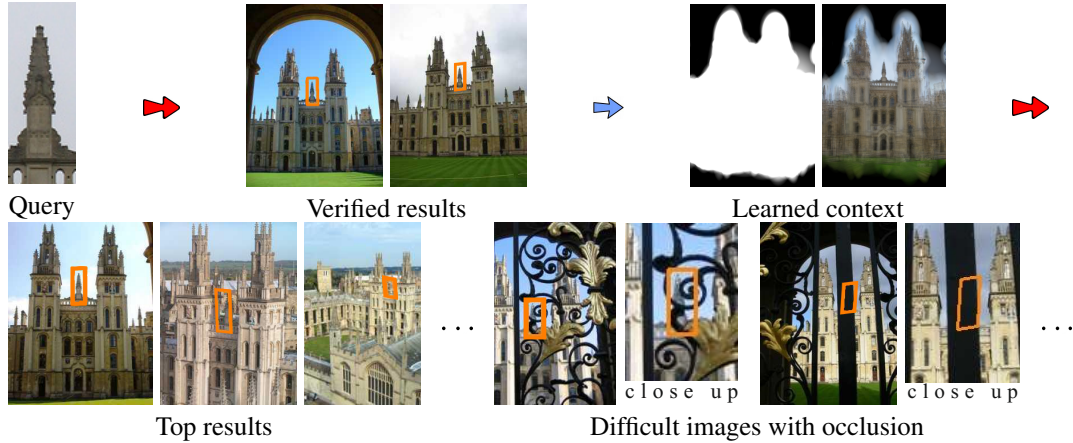 Query
Verified results
Learned context
. . .
close up
close up
. . .
Top results
Difficult images with occlusion